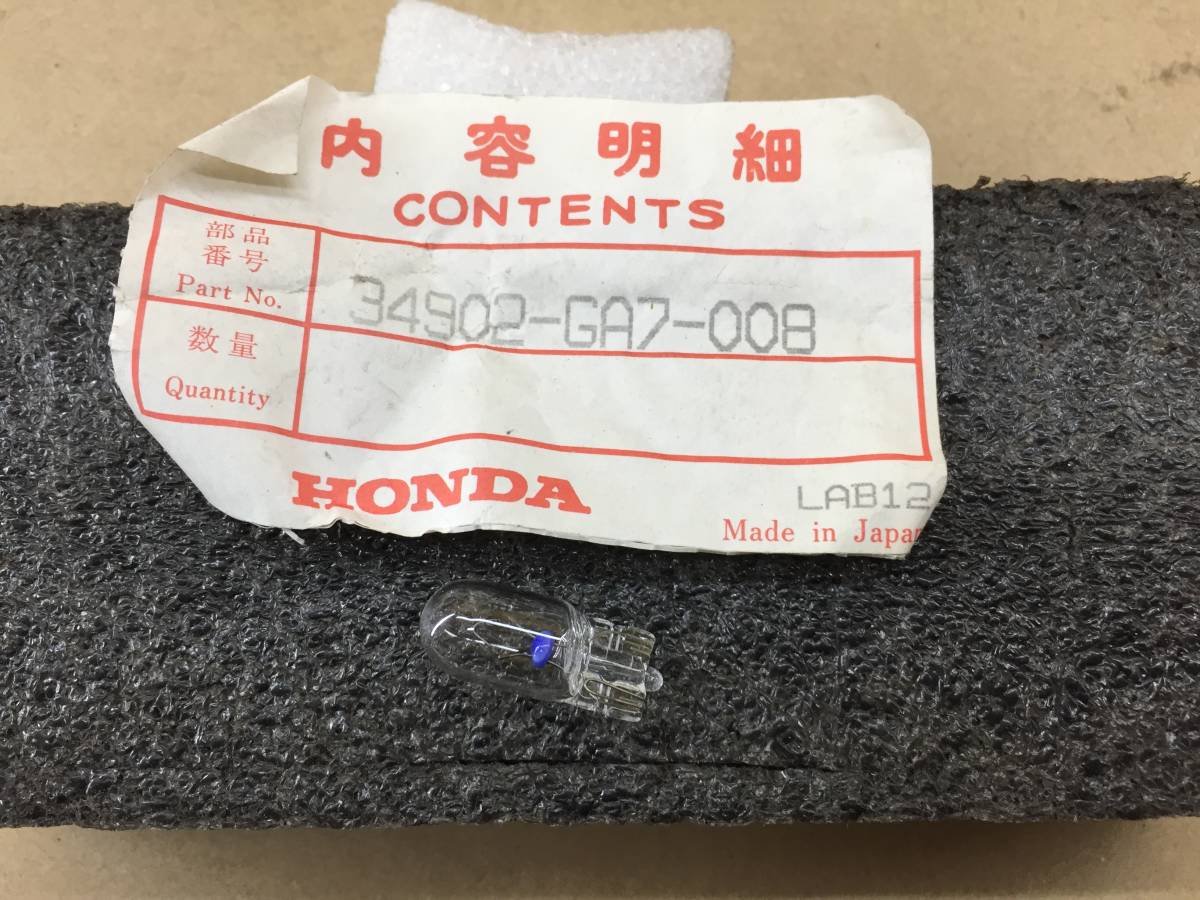 内容明細
CONTENTS
部品
番号
Part No.
34902-GA7-008
数量
Quantity
HONDA
LAB12
Made in Japan